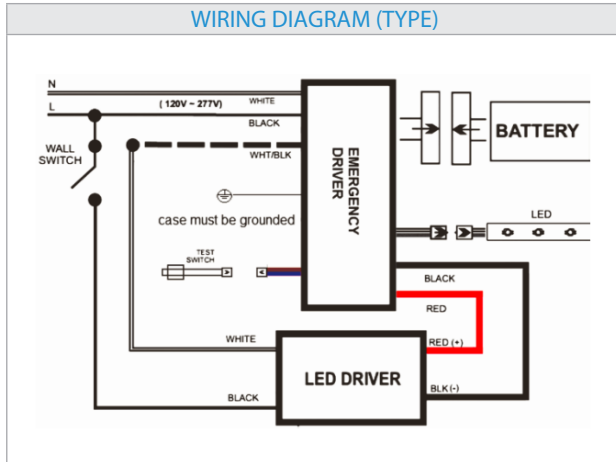 WIRING DIAGRAM (TYPE)
N
L
( 120V ~ 277V)
WHITE
BLACK
WALL
SWITCH
WHT/BLK
EMERGENCY
DRIVER
BATTERY
case must be grounded
LED
TEST
SWITCH
BLACK
RED
WHITE
RED (+)
LED DRIVER
BLACK
BLK (-)